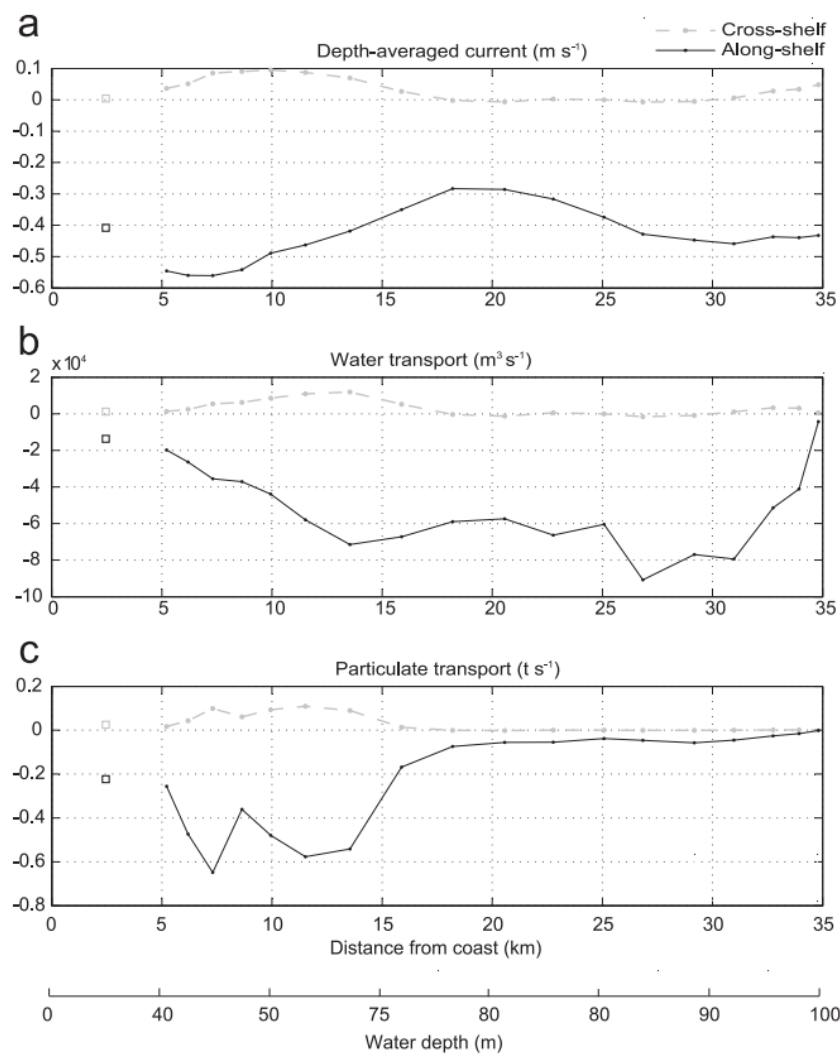 a
Cross-shelf
Along-shelf
Depth-averaged current (m s⁻¹)
0.1
0
-0.1
-0.2
-0.3
-0.4
-0.5
-0.6
0 5 10 15 20 25 30 35
b
x 10⁴
Water transport (m³ s⁻¹)
2
0
-2
-4
-6
-8
-10
0 5 10 15 20 25 30 35
c
Particulate transport (t s⁻¹)
0.2
0
-0.2
-0.4
-0.6
-0.8
0 5 10 15 20 25 30 35
Distance from coast (km)
0 40 50 75 80 80 90 100
Water depth (m)